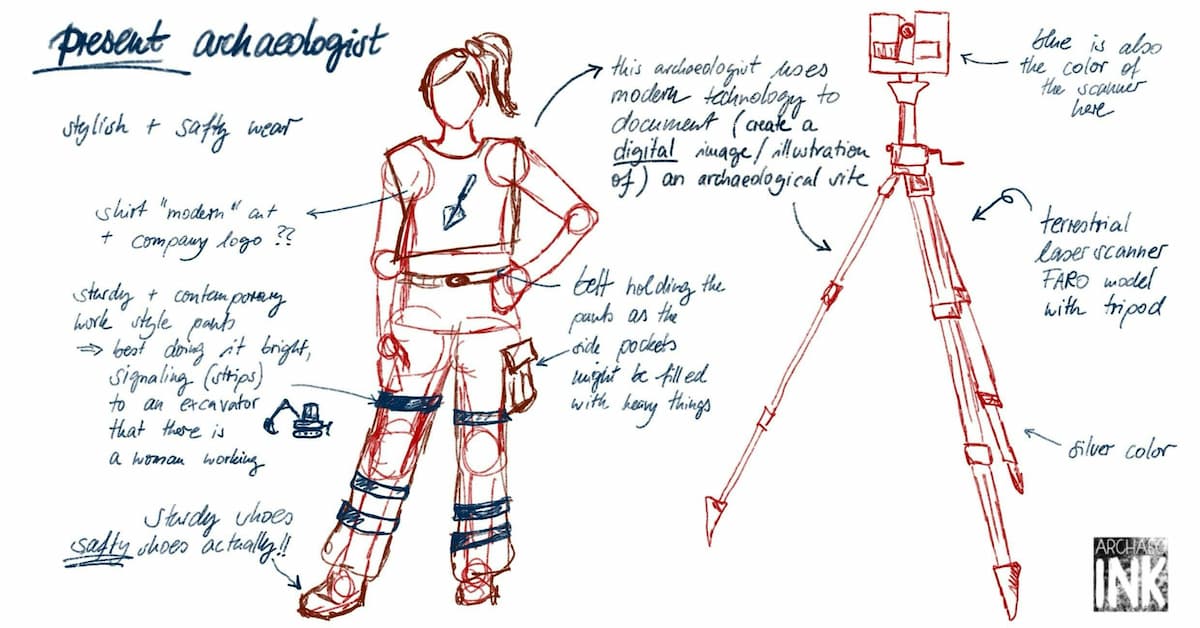 present archaeologist
stylish + safty wear
shirt "modern" cut
+ company logo ??
sturdy + contemporary
work style pants
⇒ best doing it bright,
signaling (strips)
to an excavator
that there is
a woman working
sturdy shoes
safty shoes actually!!
this archaeologist uses
modern technology to
document (create a
digital image/illustration
of) an archaeological site
belt holding the
pants as the
side pockets
might be filled
with heavy things
blue is also
the color of
the scanner
here
terrestrial
laserscanner
FARO model
with tripod
silver color
ARCHAEO
INK